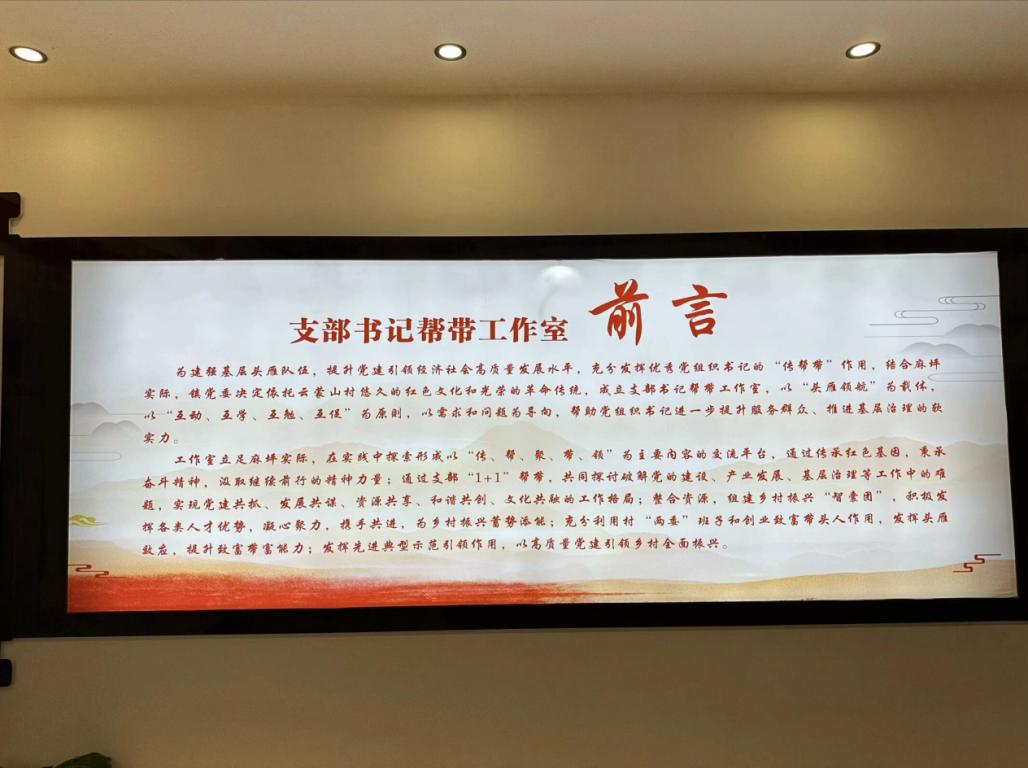 支部书记帮带工作室 前言
为建强基层头雁队伍，提升党建引领经济社会高质量发展水平，充分发挥优秀党组织书记的“传帮带”作用，结合麻坪
实际，镇党委决定依托云蒙山村悠久的红色文化和光荣的革命传统，成立支部书记帮带工作室，以“头雁领航”为载体，
以“互动、互学、互勉、互促”为原则，以需求和问题为导向，帮助党组织书记进一步提升服务群众、推进基层治理的软
实力。
工作室立足麻坪实际，在实践中探索形成以“传、帮、聚、带、领”为主要内容的交流平台，通过传承红色基因，秉承
奋斗精神，汲取继续前行的精神力量；通过支部“1+1”帮带，共同探讨破解党的建设、产业发展、基层治理等工作中的难
题，实现党建共抓、发展共谋、资源共享、和谐共创、文化共融的工作格局；整合资源，组建乡村振兴“智囊团”，积极发
挥各类人才优势，凝心聚力，携手共进，为乡村振兴蓄势添能；充分利用村“两委”班子和创业致富带头人作用，发挥头雁
效应，提升致富带富能力；发挥先进典型示范引领作用，以高质量党建引领乡村全面振兴。